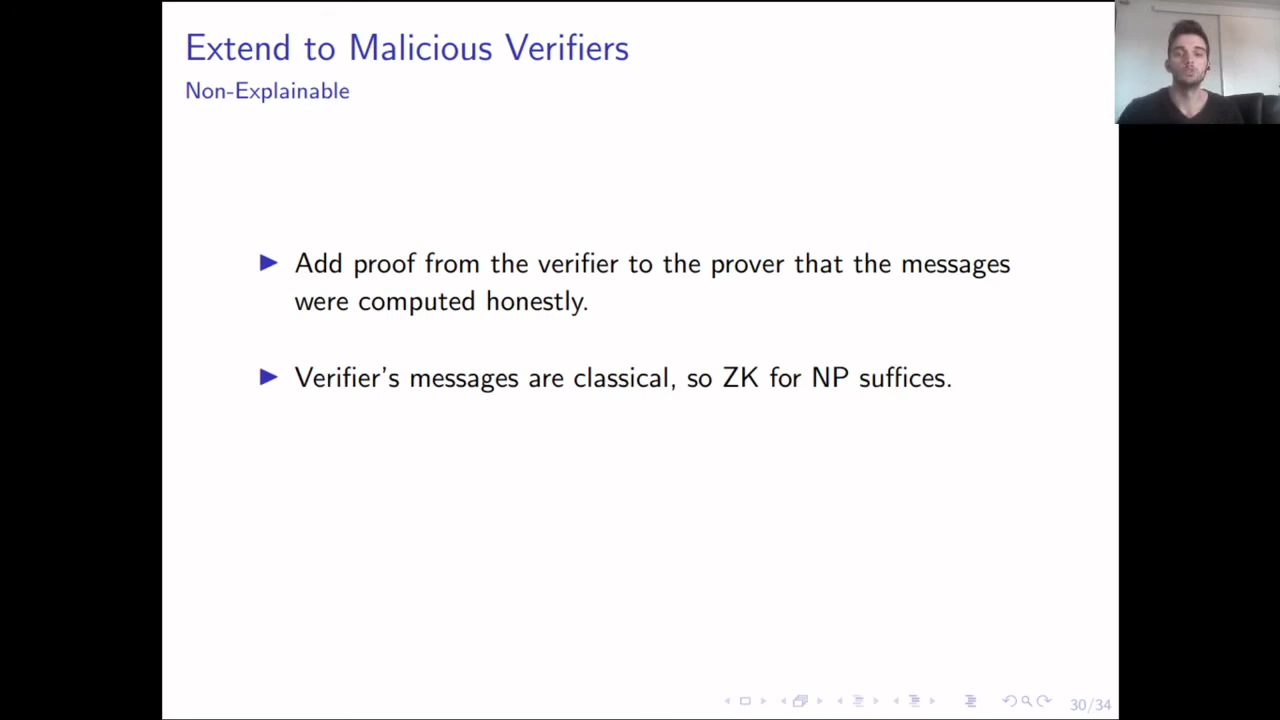 Extend to Malicious Verifiers
Non-Explainable
Add proof from the verifier to the prover that the messages
were computed honestly.
Verifier's messages are classical, so ZK for NP suffices.
30/34